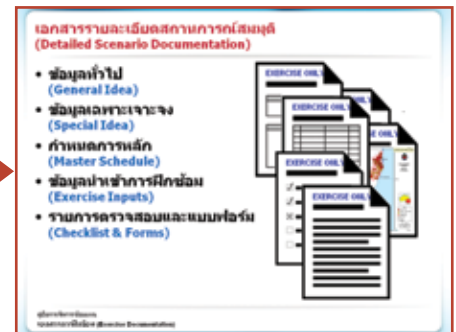 เอกสารรายละเอียดสถานการณ์สมมุติ
(Detailed Scenario Documentation)
• ข้อมูลทั่วไป
(General Idea)
• ข้อมูลเฉพาะเจาะจง
(Special Idea)
• กำหนดการหลัก
(Master Schedule)
• ข้อมูลนำเข้าการฝึกซ้อม
(Exercise Inputs)
• รายการตรวจสอบและแบบฟอร์ม
(Checklist & Forms)
EXERCISE ONLY
EXERCISE ONL
EXERCISE ONL
EXERCISE ONLY
(Exercise Documentation)